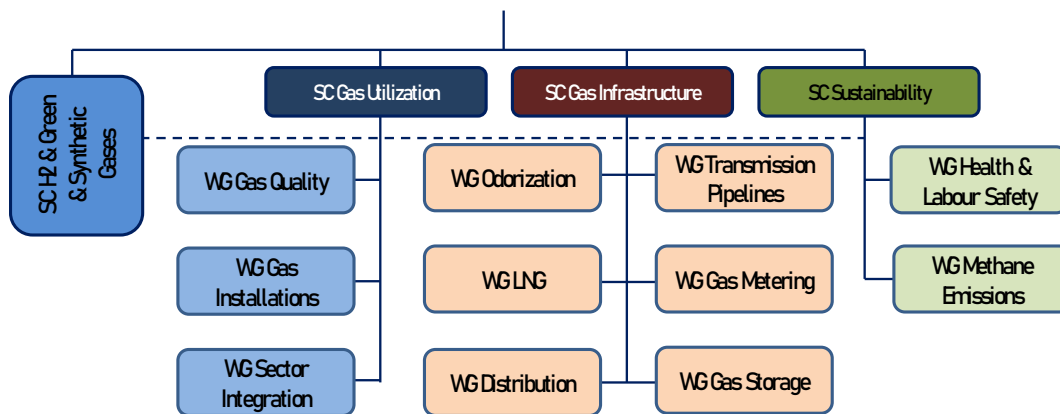 SC H2 & Green
& Synthetic
Gases
SC Gas Utilization
SC Gas Infrastructure
SC Sustainability
WG Gas Quality
WG Gas
Installations
WG Sector
Integration
WG Odorization
WG LNG
WG Distribution
WG Transmission
Pipelines
WG Gas Metering
WG Gas Storage
WG Health &
Labour Safety
WG Methane
Emissions